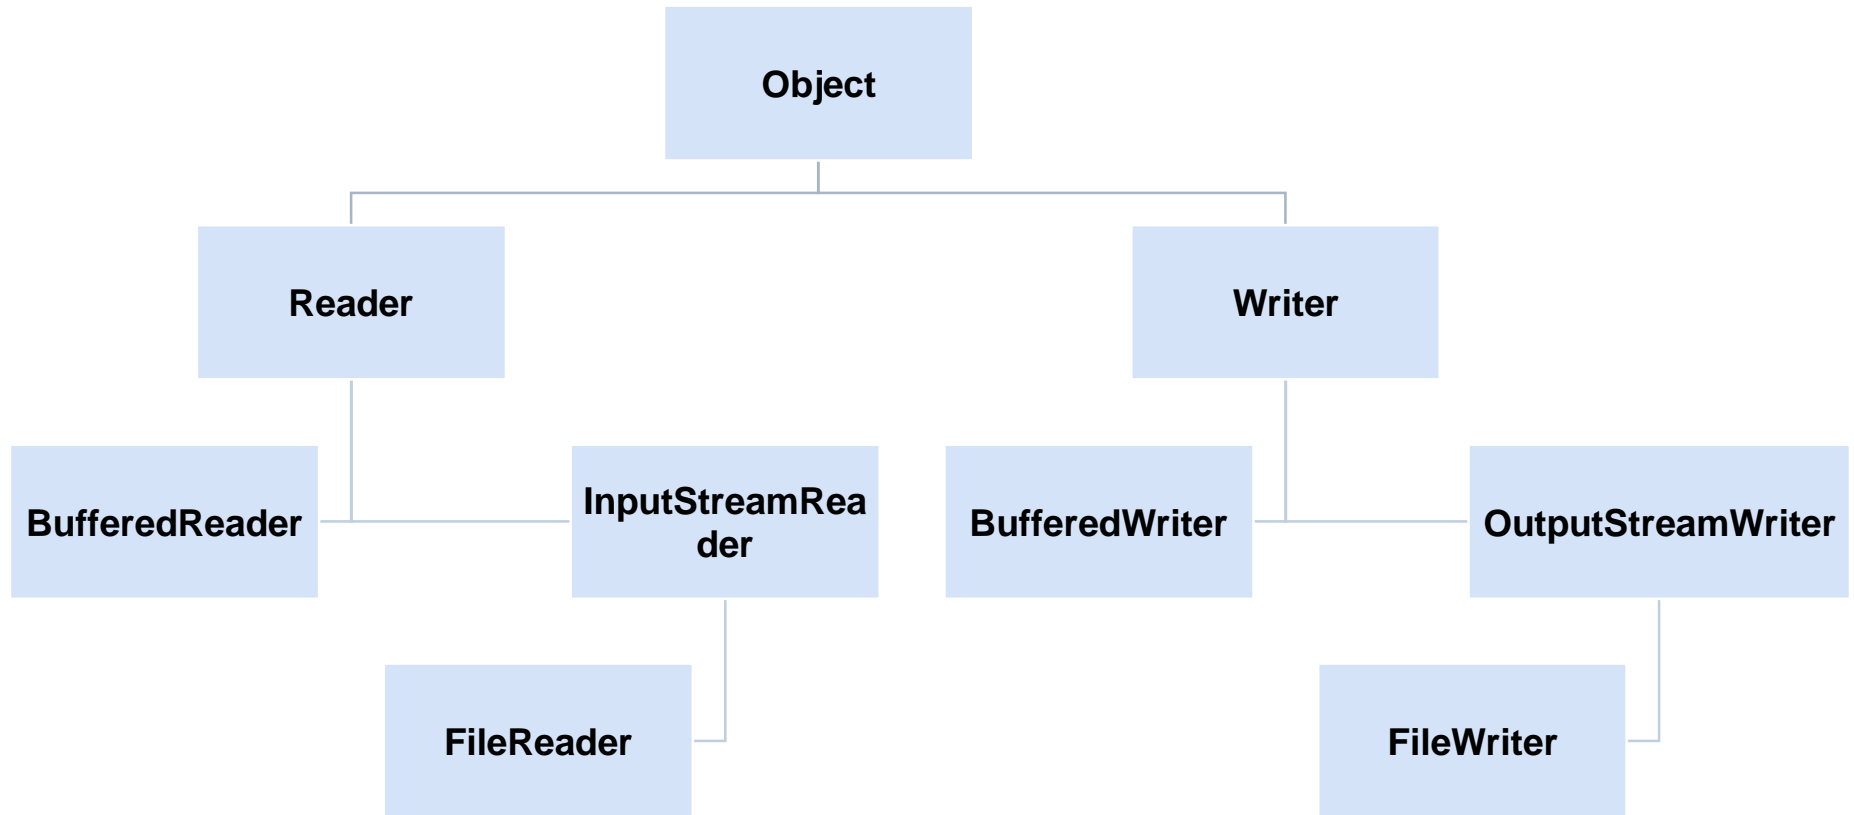 Object
Reader
Writer
BufferedReader
InputStreamRea
der
BufferedWriter
OutputStreamWriter
FileReader
FileWriter